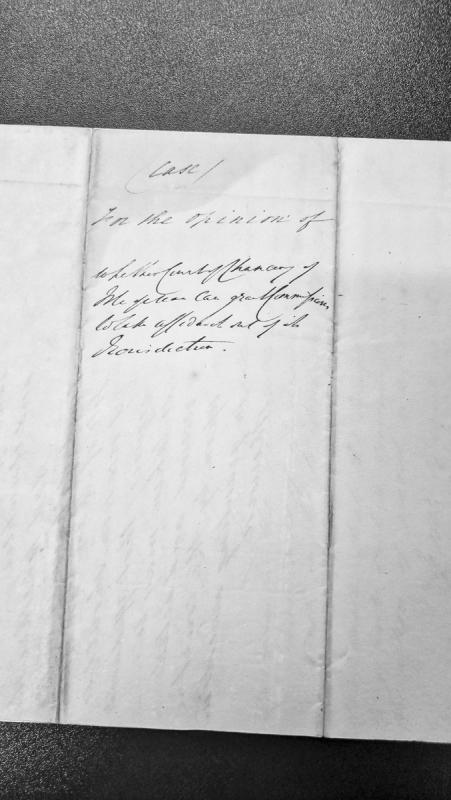 (Case)
For the opinion of
whether Court of Chancery of
can grant Commissions
to take affidavit out of its
Jurisdiction.